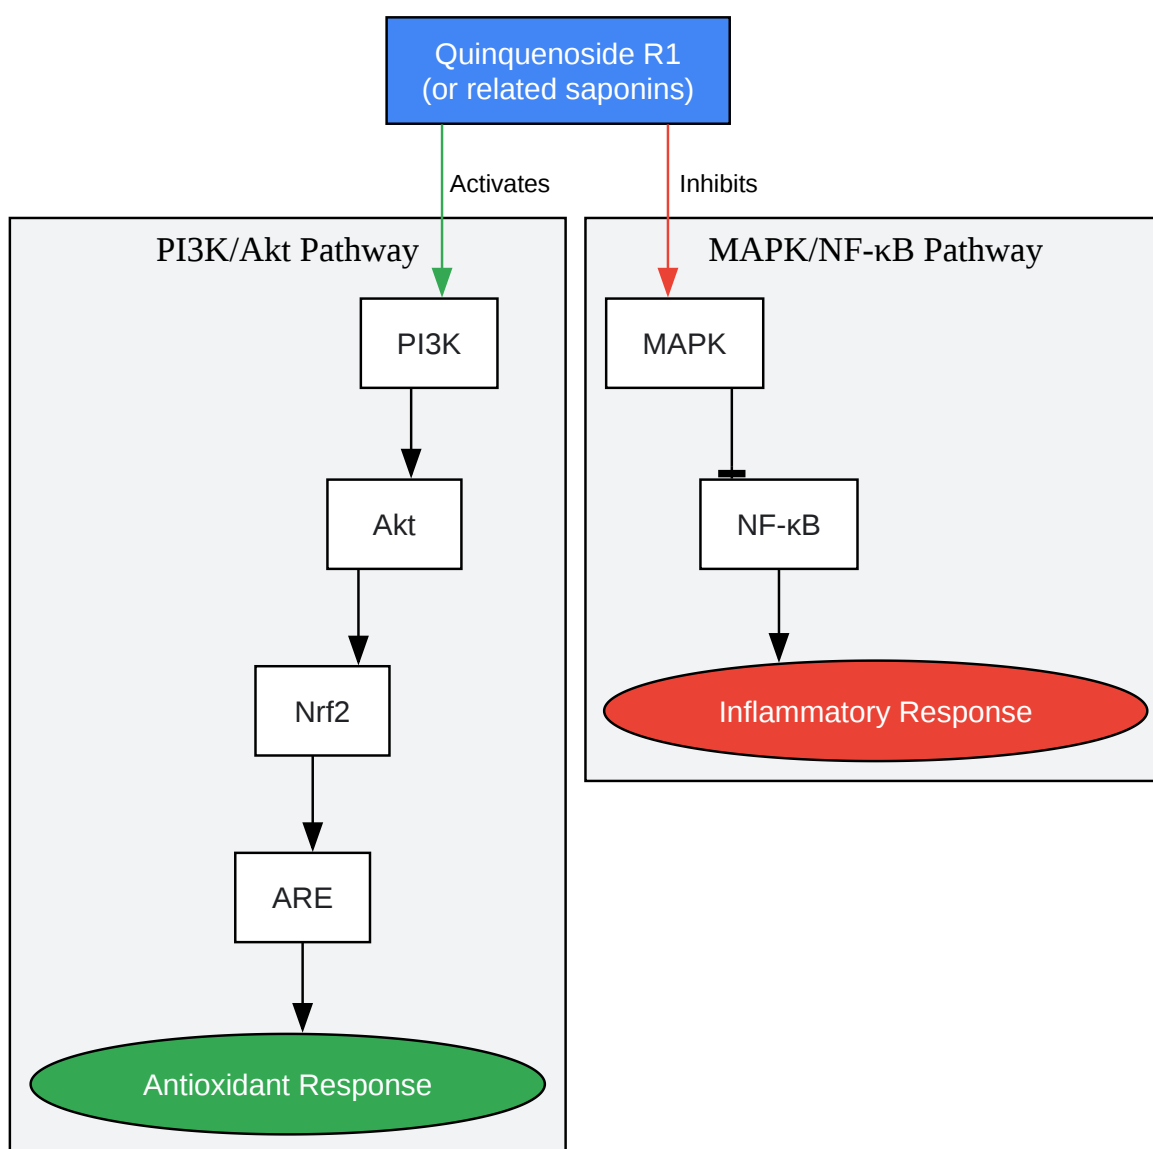 Quinquenoside R1
(or related saponins)
Activates
Inhibits
PI3K/Akt Pathway
MAPK/NF-κB Pathway
PI3K
MAPK
Akt
NF-κB
Nrf2
Inflammatory Response
ARE
Antioxidant Response